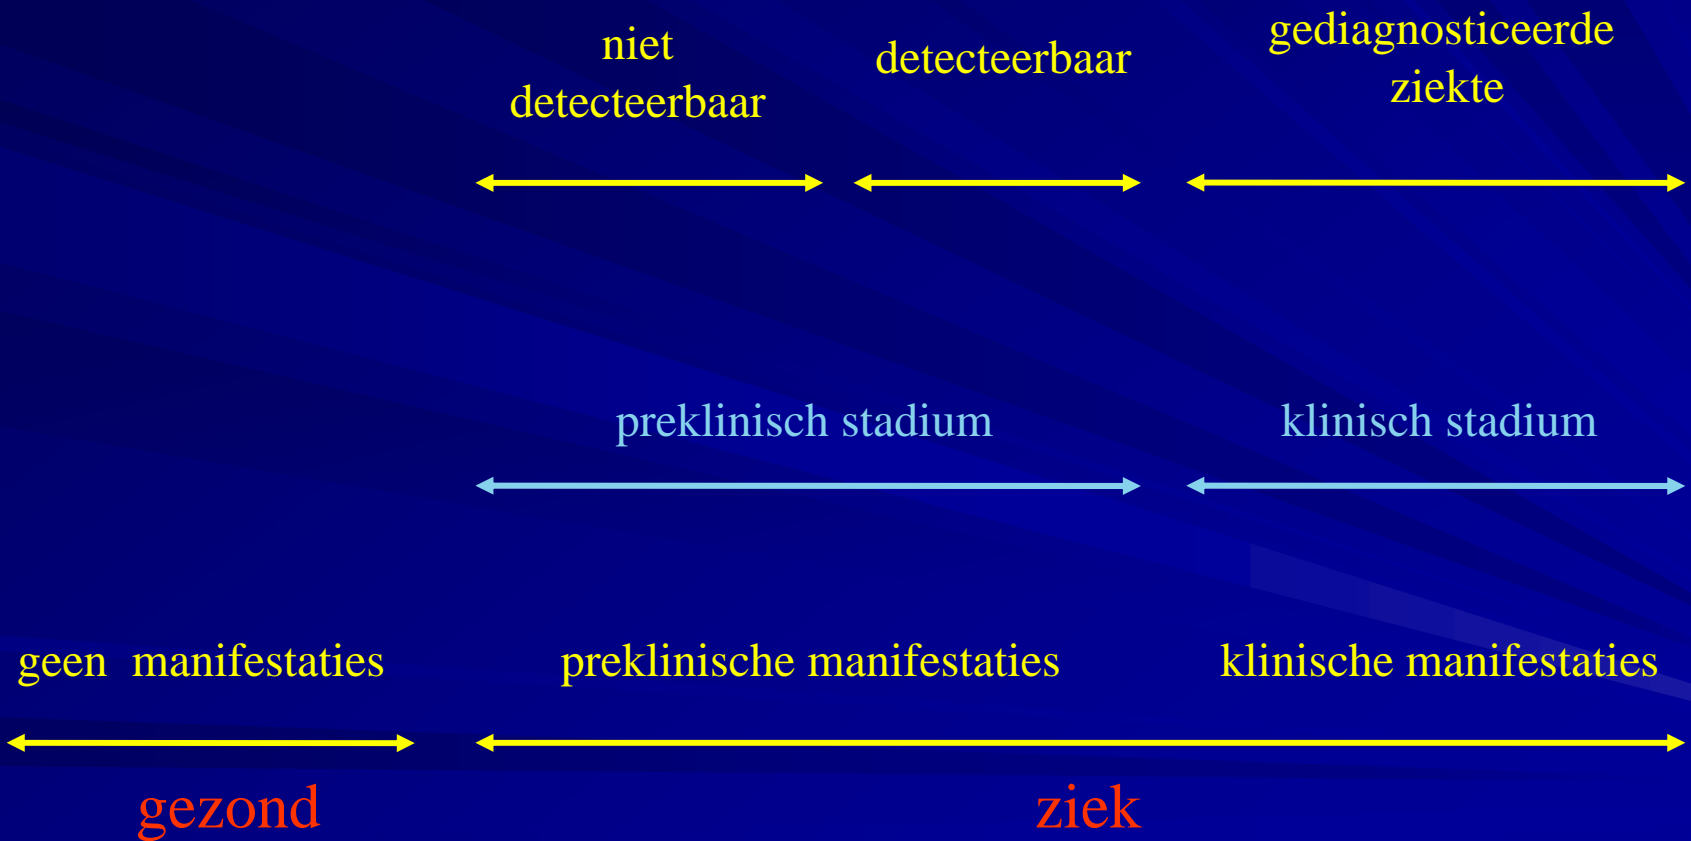 niet
detecteerbaar
detecteerbaar
gediagnosticeerde
ziekte
preklinisch stadium
klinisch stadium
geen  manifestaties
preklinische manifestaties
klinische manifestaties
gezond
ziek